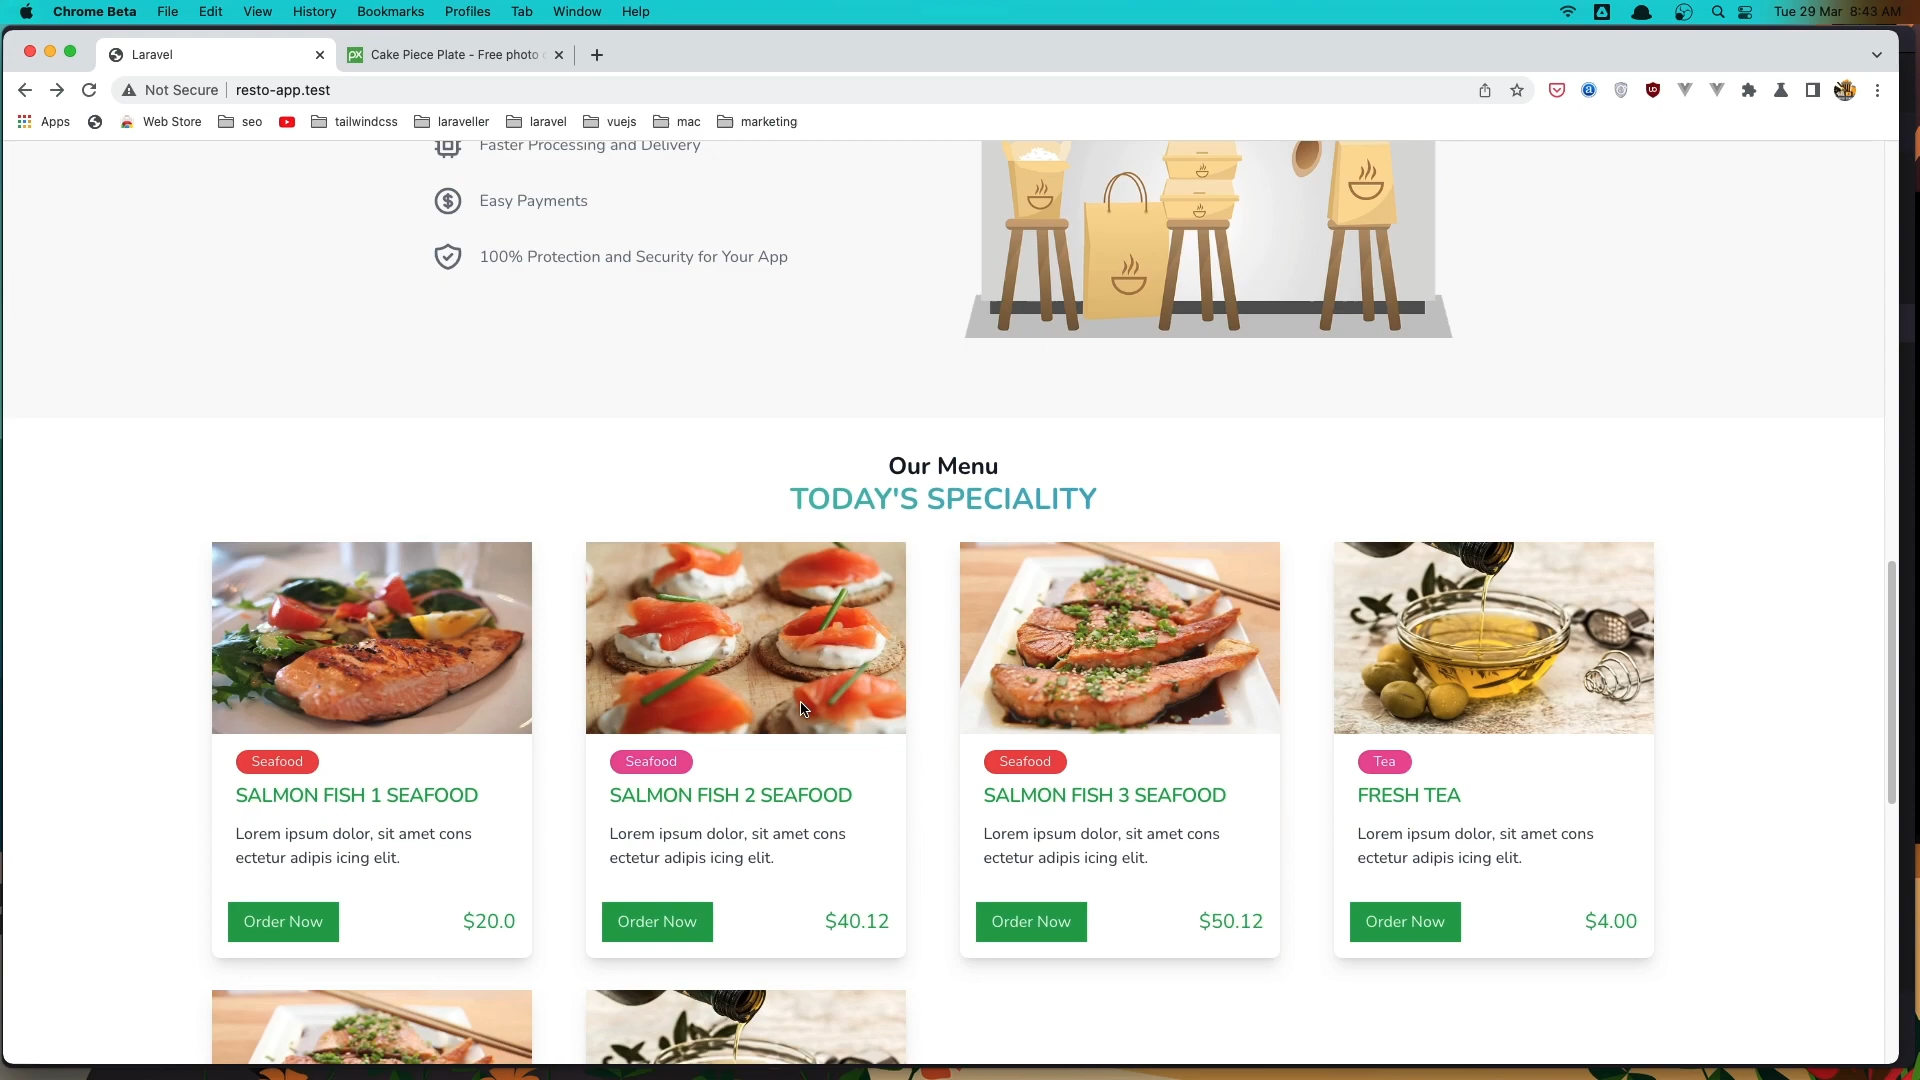 Chrome Beta File Edit View History Bookmarks Profiles Tab Window Help Tue 29 Mar 8:43 AM
Laravel
Cake Piece Plate - Free photo
Not Secure resto-app.test
Apps Web Store seo tailwindcss laraveller laravel vuejs mac marketing
Faster Processing and Delivery
Easy Payments
100% Protection and Security for Your App
Our Menu
TODAY'S SPECIALITY
Seafood
SALMON FISH 1 SEAFOOD
Lorem ipsum dolor, sit amet cons
ectetur adipis icing elit.
Order Now $20.0
Seafood
SALMON FISH 2 SEAFOOD
Lorem ipsum dolor, sit amet cons
ectetur adipis icing elit.
Order Now $40.12
Seafood
SALMON FISH 3 SEAFOOD
Lorem ipsum dolor, sit amet cons
ectetur adipis icing elit.
Order Now $50.12
Tea
FRESH TEA
Lorem ipsum dolor, sit amet cons
ectetur adipis icing elit.
Order Now $4.00